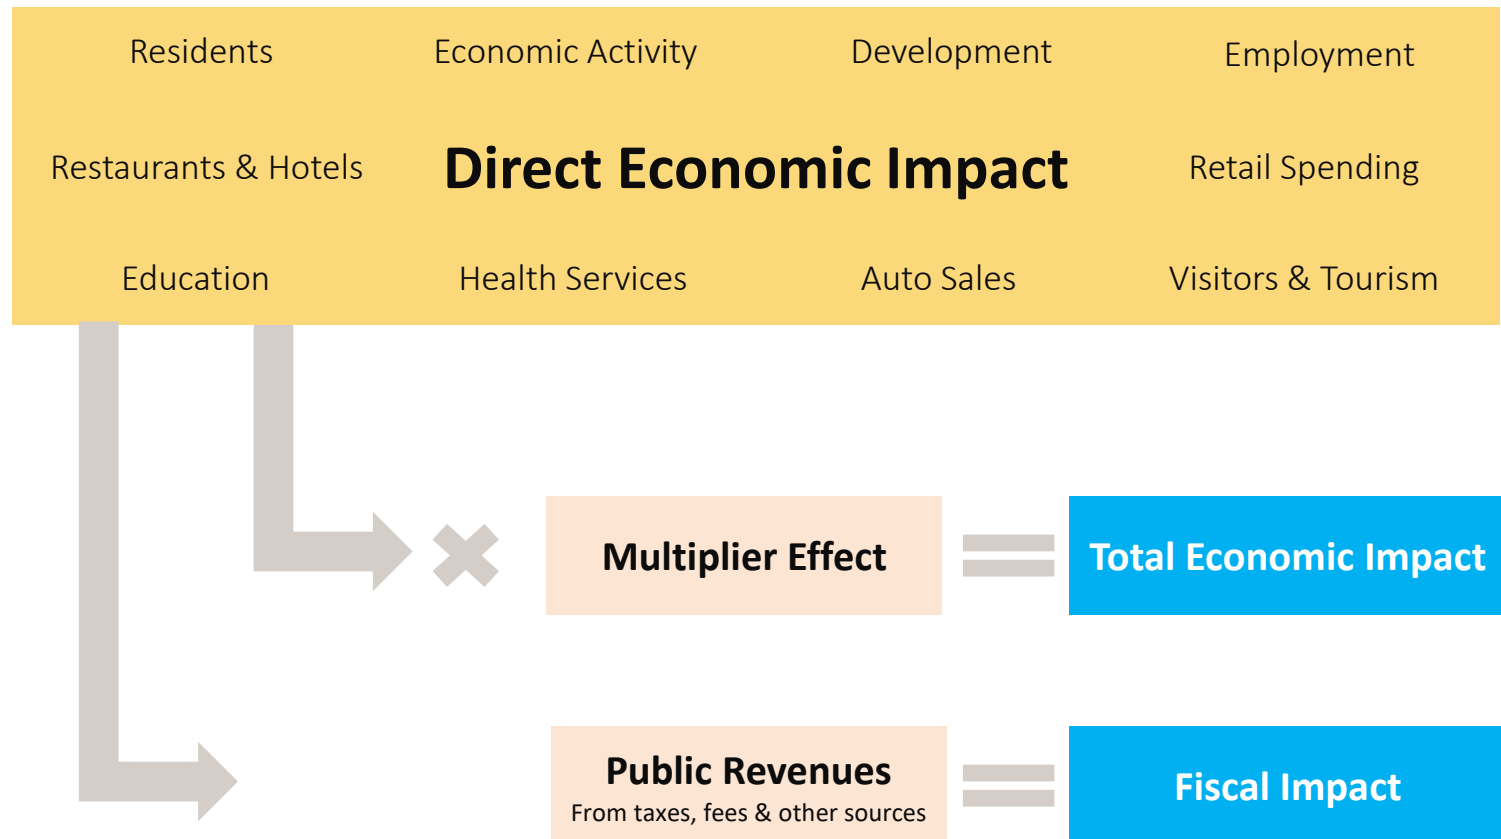 Residents
Economic Activity
Development
Employment
Restaurants & Hotels
Direct Economic Impact
Retail Spending
Education
Health Services
Auto Sales
Visitors & Tourism
Multiplier Effect
Total Economic Impact
Public Revenues
From taxes, fees & other sources
Fiscal Impact